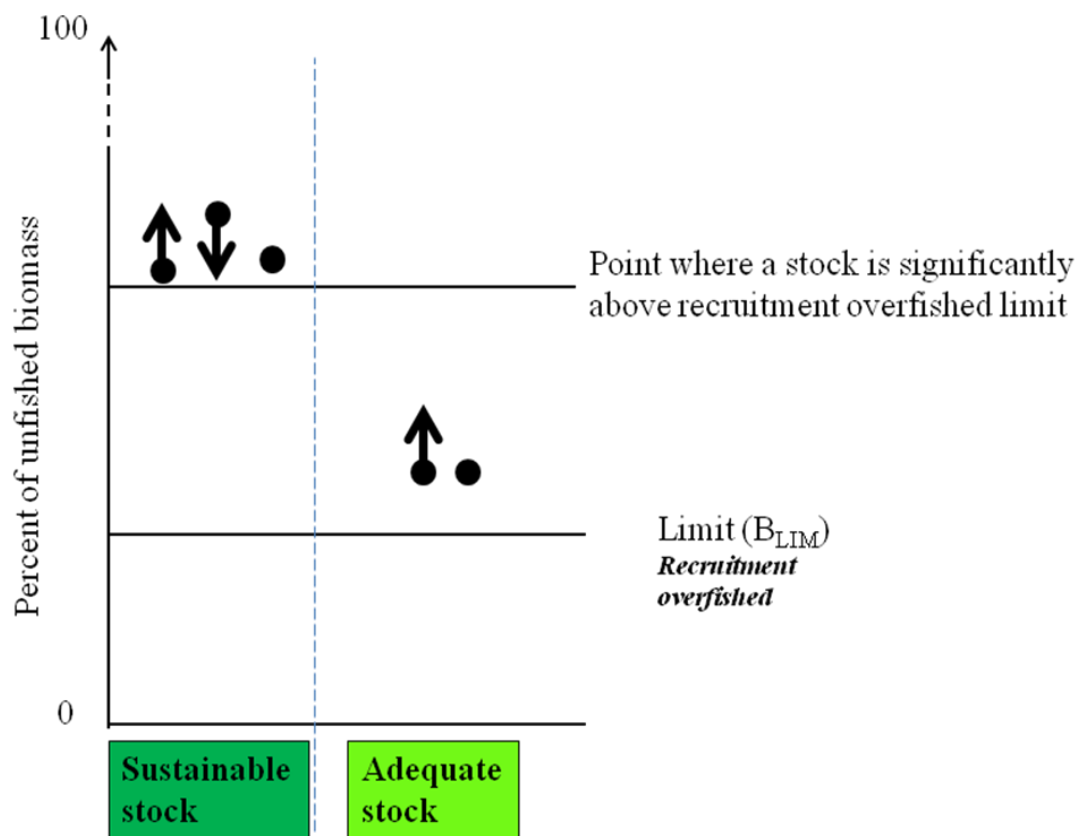 100
Percent of unfished biomass
Point where a stock is significantly
above recruitment overfished limit
Limit (BLIM)
Recruitment
overfished
0
Sustainable
stock
Adequate
stock